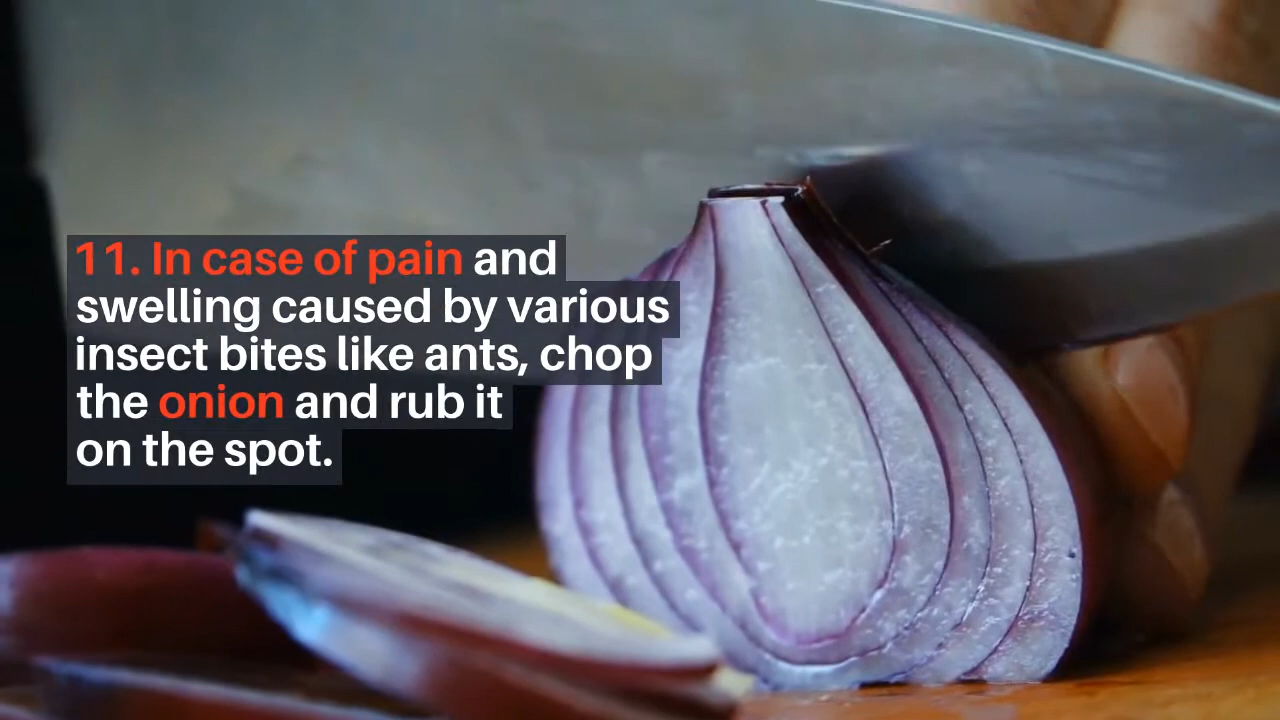 11. In case of pain and
swelling caused by various
insect bites like ants, chop
the onion and rub it
on the spot.